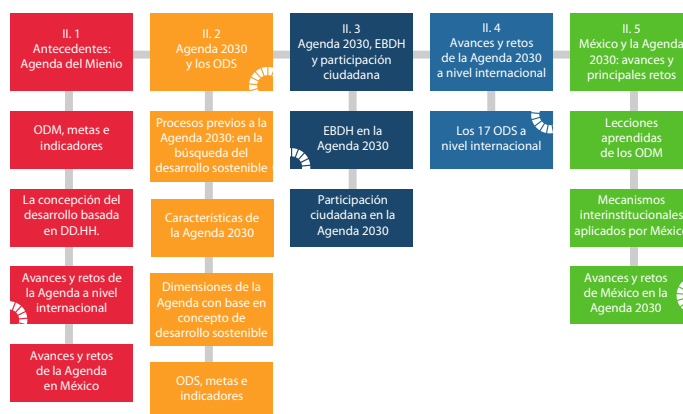 II. 1
Antecedentes:
Agenda del Mienio
II. 2
Agenda 2030
y los ODS
II. 3
Agenda 2030, EBDH
y participación
ciudadana
II. 4
Avances y retos
de la Agenda 2030
a nivel internacional
II. 5
México y la Agenda
2030: avances y
principales retos
ODM, metas e
indicadores
La concepción del
desarrollo basada
en DD.HH.
Avances y retos de
la Agenda a nivel
internacional
Avances y retos
de la Agenda
en México
Procesos previos a la
Agenda 2030: en la
búsqueda del
desarrollo sostenible
Características de
la Agenda 2030
Dimensiones de la
Agenda con base en
concepto de
desarrollo sostenible
ODS, metas e
indicadores
EBDH en la
Agenda 2030
Participación
ciudadana en la
Agenda 2030
Los 17 ODS a
nivel internacional
Lecciones
aprendidas
de los ODM
Mecanismos
interinstitucionales
aplicados por México
Avances y retos
de México en la
Agenda 2030